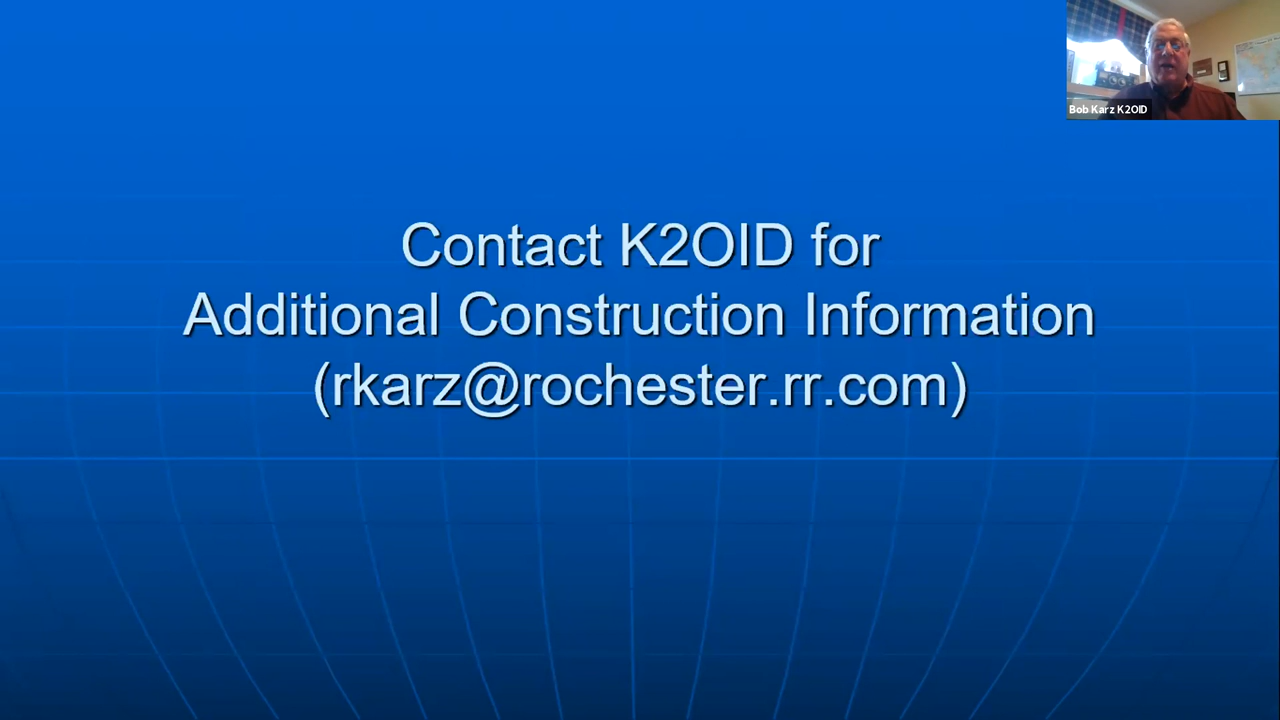 Bob Karz K2OID
Contact K2OID for
Additional Construction Information
(rkarz@rochester.rr.com)